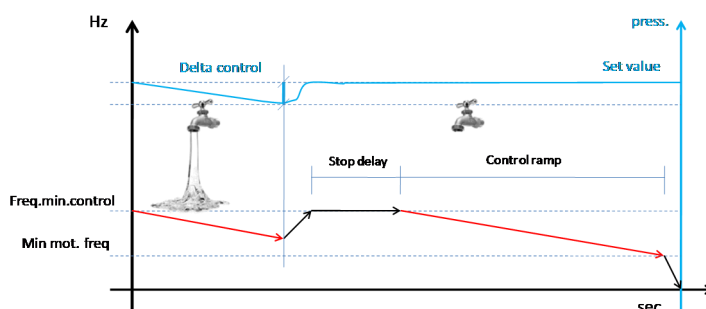 Hz
press.
Delta control
Set value
Stop delay
Control ramp
Freq.min.control
Min mot. freq
sec